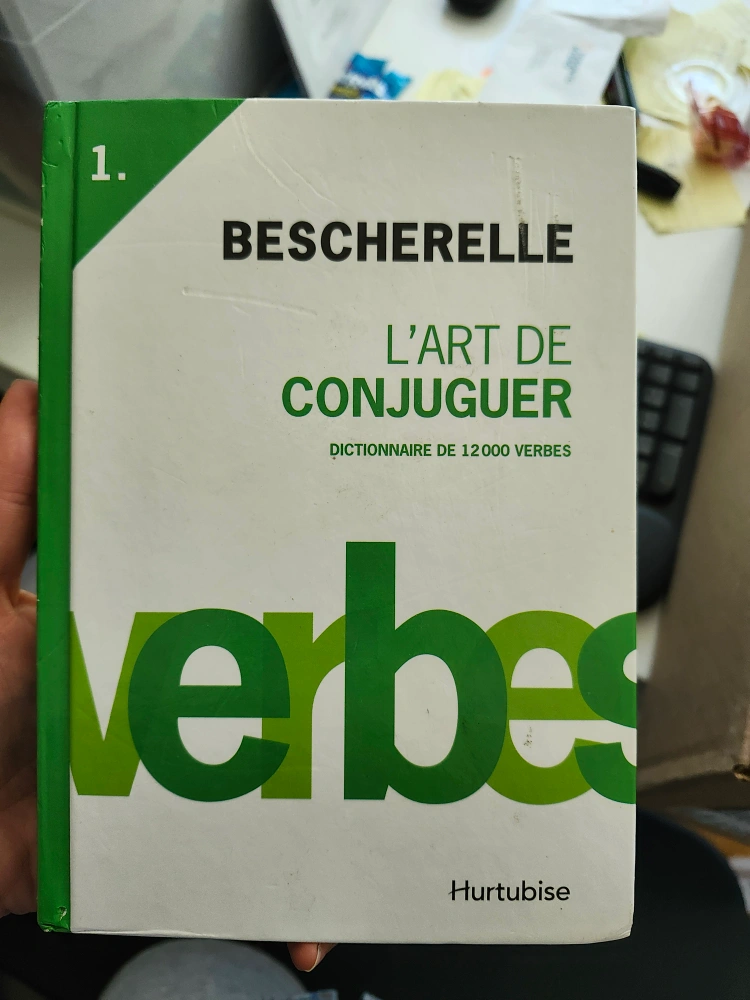 1.
BESCHERELLE
L'ART DE
CONJUGUER
DICTIONNAIRE DE 12 000 VERBES
verbes
Hurtubise